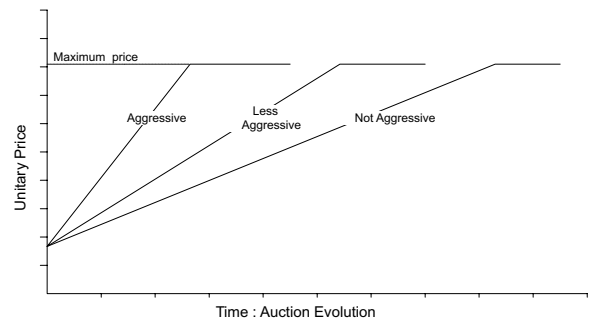 Maximum price
Aggressive
Less
Aggressive
Not Aggressive
Unitary Price
Time : Auction Evolution